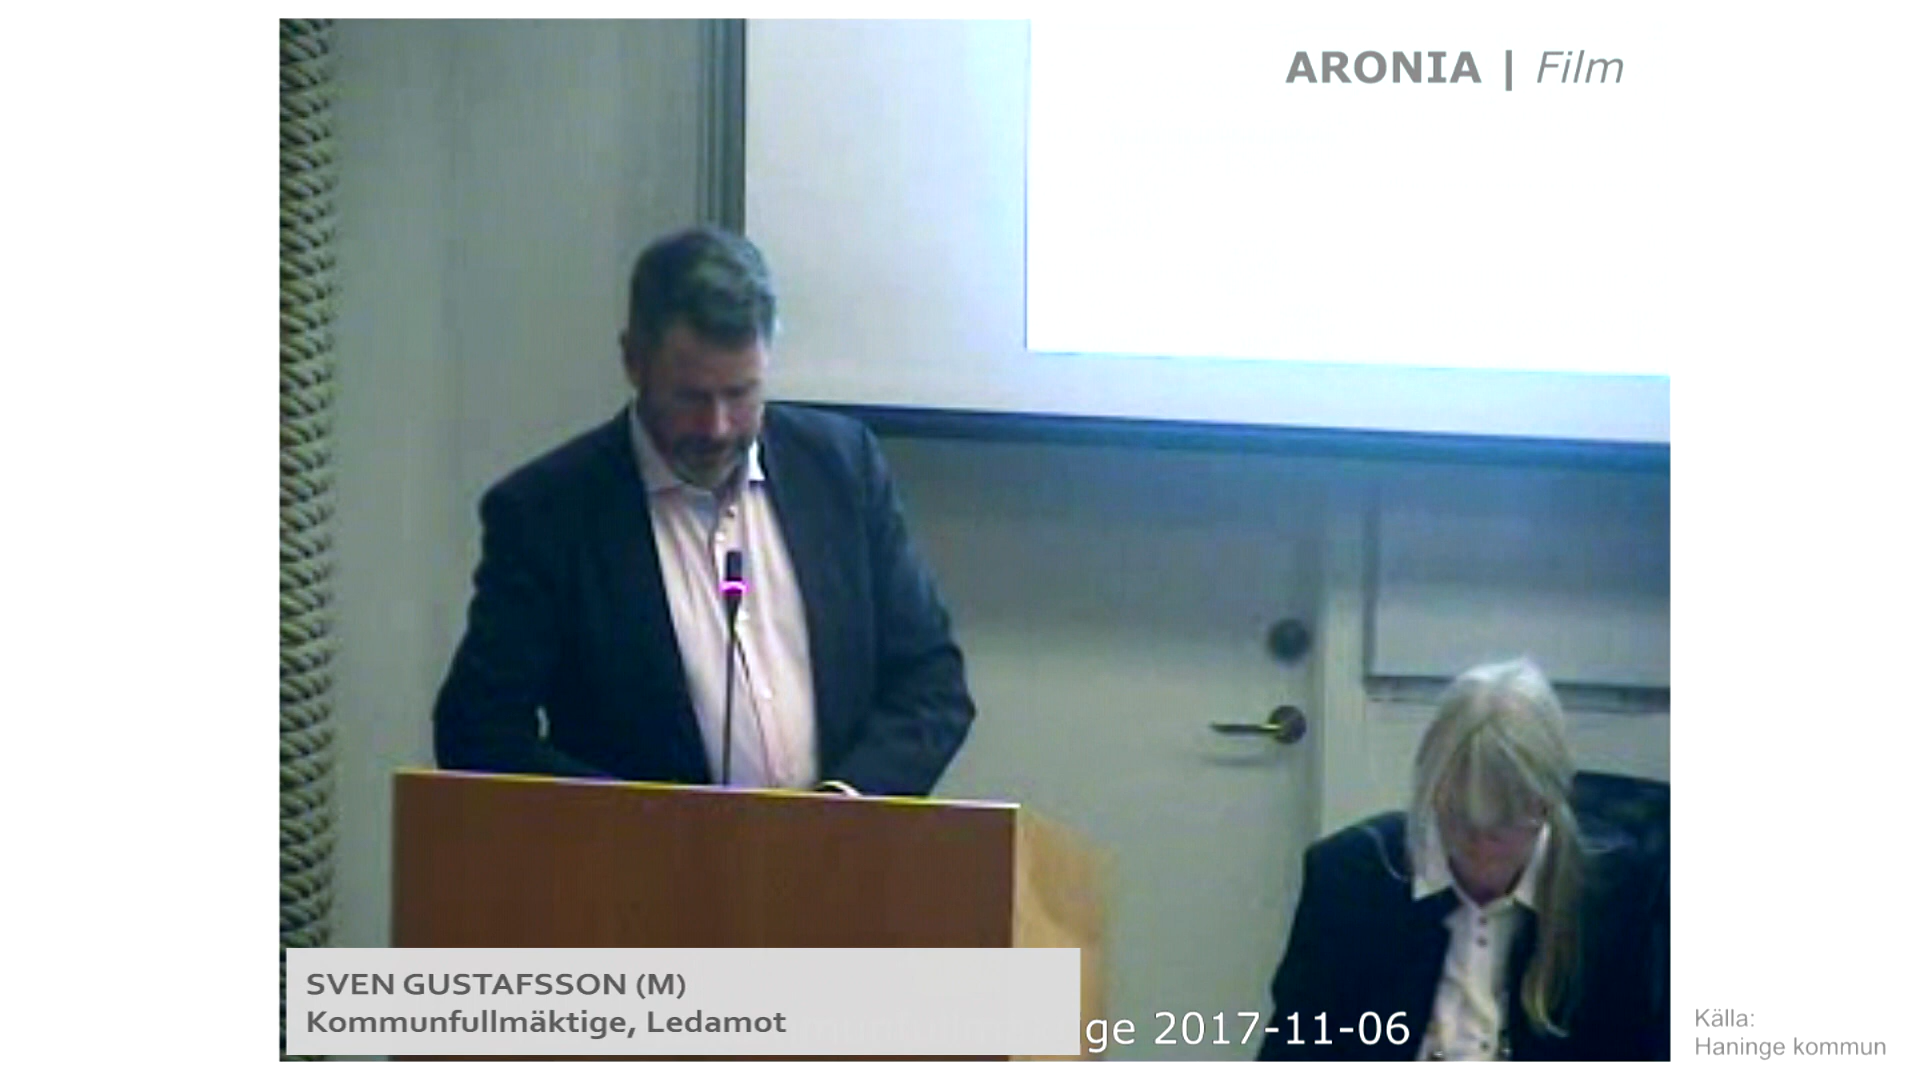 ARONIA | Film
SVEN GUSTAFSSON (M)
Kommunfullmäktige, Ledamot
ge 2017-11-06
Källa:
Haninge kommun